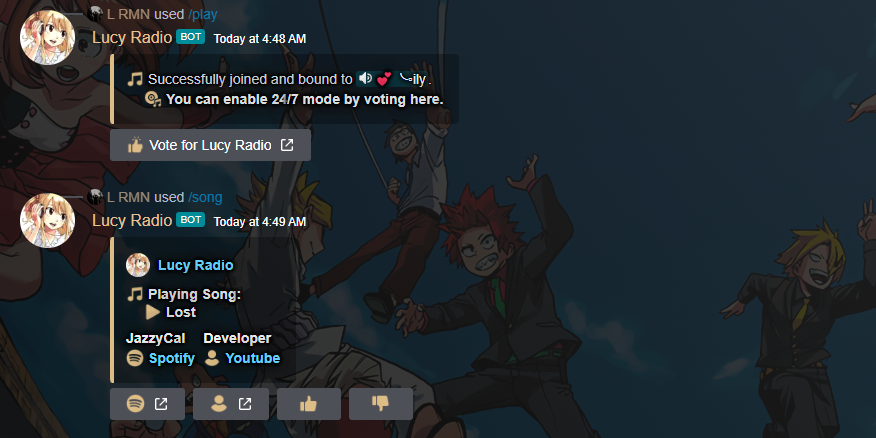 L RMN used /play
Lucy Radio BOT Today at 4:48 AM
Successfully joined and bound to ily.
You can enable 24/7 mode by voting here.
Vote for Lucy Radio
L RMN used /song
Lucy Radio BOT Today at 4:49 AM
Lucy Radio
Playing Song:
Lost
JazzyCal Developer
Spotify Youtube